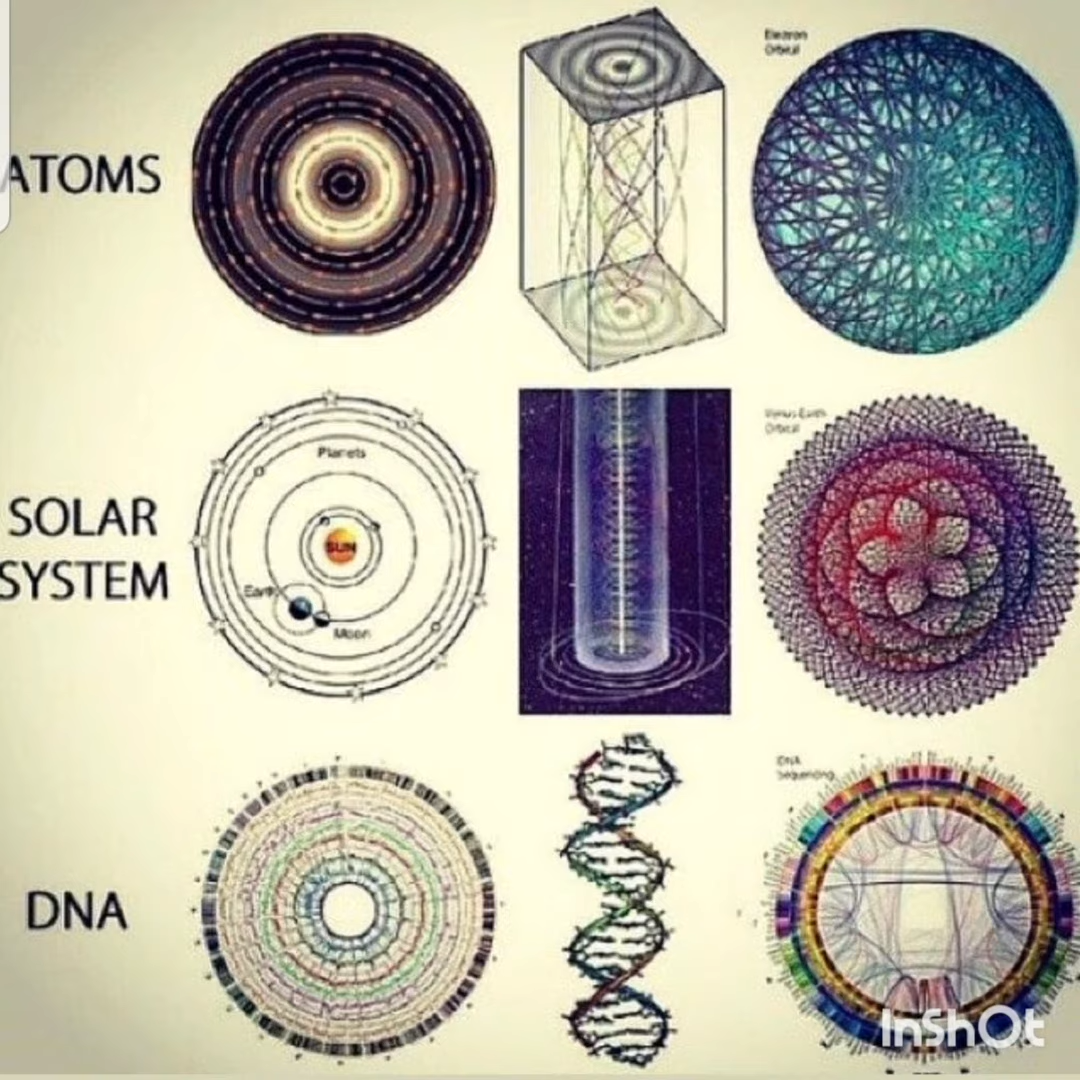 Electron
Orbital
ATOMS
Planets
Venus-Earth
Orbital
SOLAR
SYSTEM
SUN
Earth
Moon
DNA
Sequencing
DNA
InShOt